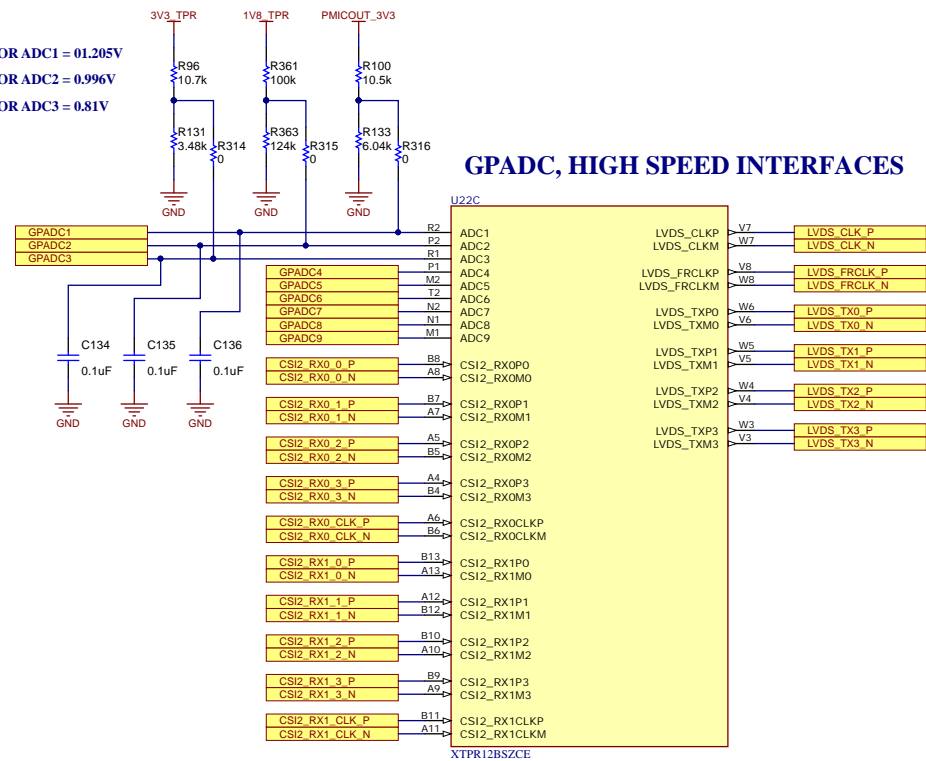 3V3_TPR
1V8_TPR
PMICOUT_3V3
OR ADC1 = 01.205V
OR ADC2 = 0.996V
OR ADC3 = 0.81V
R96
10.7k
R361
100k
R100
10.5k
R131
3.48k
R314
0
R363
124k
R315
0
R133
6.04k
R316
0
GND
GND
GND
GPADC, HIGH SPEED INTERFACES
U22C
GPADC1
GPADC2
GPADC3
GPADC4
GPADC5
GPADC6
GPADC7
GPADC8
GPADC9
R2 ADC1
P2 ADC2
R1 ADC3
P1 ADC4
M2 ADC5
T2 ADC6
N2 ADC7
N1 ADC8
M1 ADC9
C134
0.1uF
C135
0.1uF
C136
0.1uF
GND
GND
GND
CSI2_RX0_0_P B8 CSI2_RX0P0
CSI2_RX0_0_N A8 CSI2_RX0M0
CSI2_RX0_1_P B7 CSI2_RX0P1
CSI2_RX0_1_N A7 CSI2_RX0M1
CSI2_RX0_2_P A5 CSI2_RX0P2
CSI2_RX0_2_N B5 CSI2_RX0M2
CSI2_RX0_3_P A4 CSI2_RX0P3
CSI2_RX0_3_N B4 CSI2_RX0M3
CSI2_RX0_CLK_P A6 CSI2_RX0CLKP
CSI2_RX0_CLK_N B6 CSI2_RX0CLKM
CSI2_RX1_0_P B13 CSI2_RX1P0
CSI2_RX1_0_N A13 CSI2_RX1M0
CSI2_RX1_1_P A12 CSI2_RX1P1
CSI2_RX1_1_N B12 CSI2_RX1M1
CSI2_RX1_2_P B10 CSI2_RX1P2
CSI2_RX1_2_N A10 CSI2_RX1M2
CSI2_RX1_3_P B9 CSI2_RX1P3
CSI2_RX1_3_N A9 CSI2_RX1M3
CSI2_RX1_CLK_P B11 CSI2_RX1CLKP
CSI2_RX1_CLK_N A11 CSI2_RX1CLKM
LVDS_CLKP V7 LVDS_CLK_P
LVDS_CLKM W7 LVDS_CLK_N
LVDS_FRCLKP V8 LVDS_FRCLK_P
LVDS_FRCLKM W8 LVDS_FRCLK_N
LVDS_TXP0 W6 LVDS_TX0_P
LVDS_TXM0 V6 LVDS_TX0_N
LVDS_TXP1 W5 LVDS_TX1_P
LVDS_TXM1 V5 LVDS_TX1_N
LVDS_TXP2 W4 LVDS_TX2_P
LVDS_TXM2 V4 LVDS_TX2_N
LVDS_TXP3 W3 LVDS_TX3_P
LVDS_TXM3 V3 LVDS_TX3_N
XTPR12BSZCE